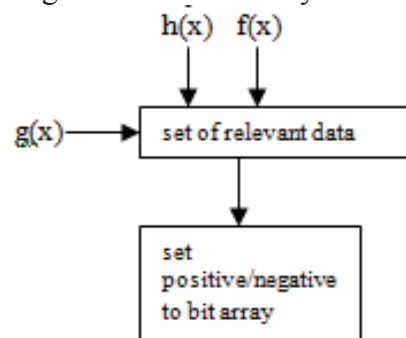 h(x) f(x)
g(x)
set of relevant data
set
positive/negative
to bit array